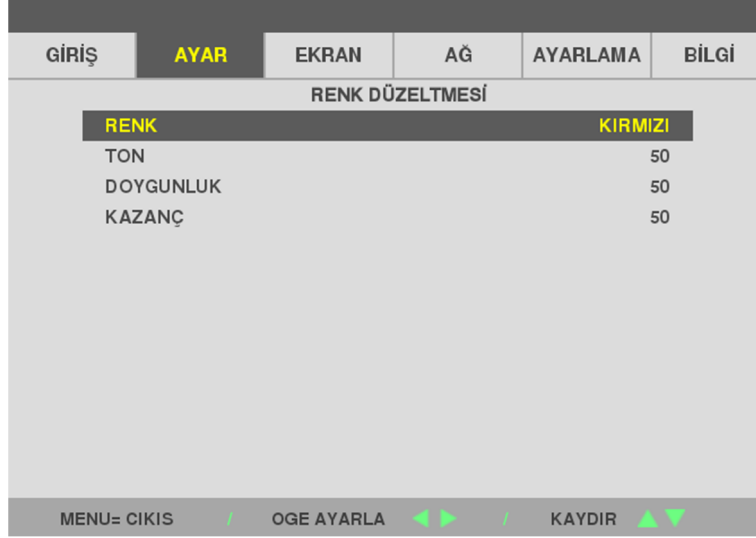 GİRİŞ AYAR EKRAN AĞ AYARLAMA BİLGİ
RENK DÜZELTMESİ
RENK KIRMIZI
TON 50
DOYGUNLUK 50
KAZANÇ 50
MENU= CIKIS / OGE AYARLA ◀ ▶ / KAYDIR ▲ ▼